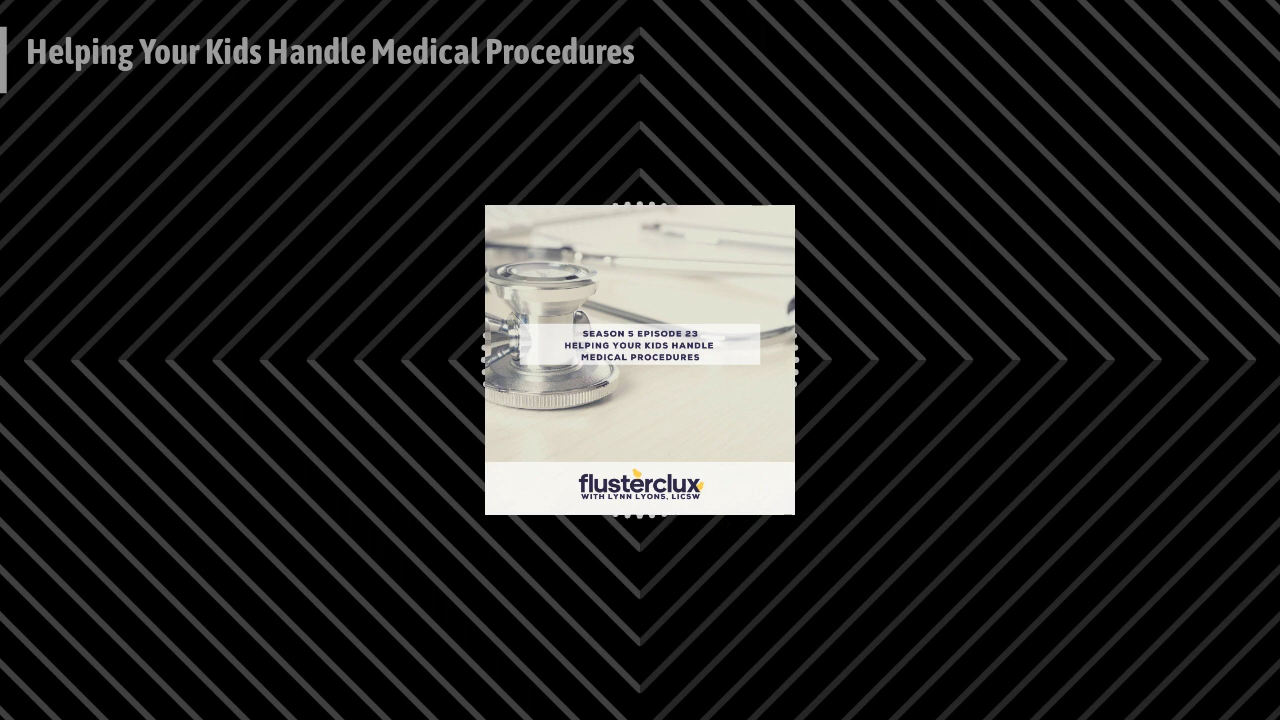 Helping Your Kids Handle Medical Procedures
SEASON 5 EPISODE 23
HELPING YOUR KIDS HANDLE
MEDICAL PROCEDURES
flusterclux
WITH LYNN LYONS, LICSW